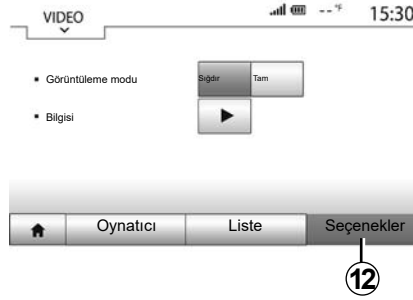 VIDEO
--°F
15:30
▪ Görüntüleme modu
Sığdır
Tam
▪ Bilgisi
Oynatıcı
Liste
Seçenekler
12